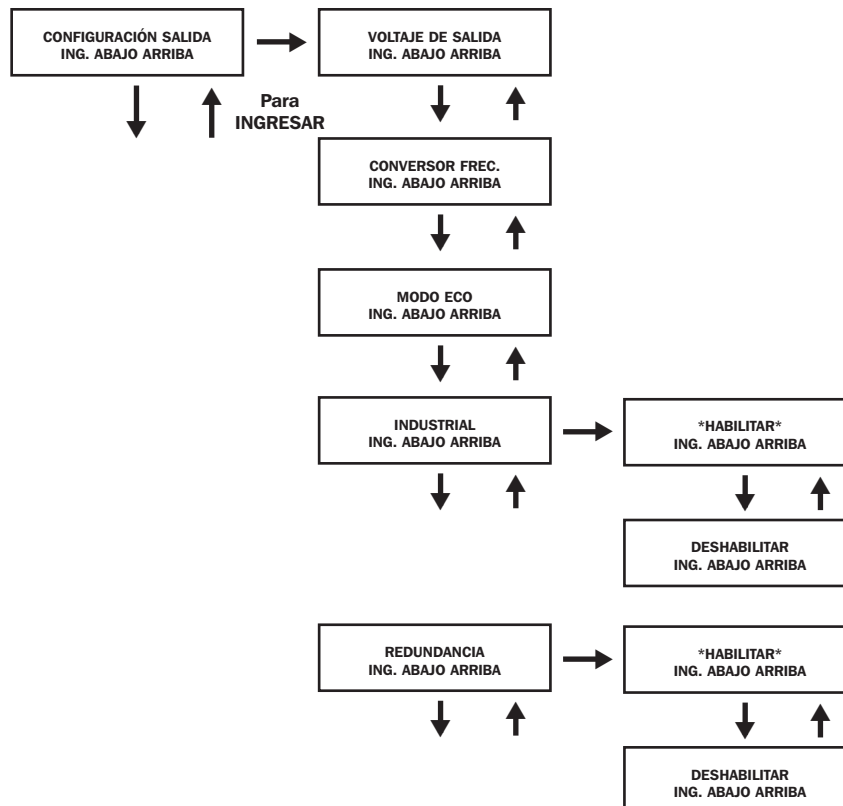 CONFIGURACIÓN SALIDA
ING. ABAJO ARRIBA
VOLTAJE DE SALIDA
ING. ABAJO ARRIBA
Para
INGRESAR
CONVERSOR FREC.
ING. ABAJO ARRIBA
MODO ECO
ING. ABAJO ARRIBA
INDUSTRIAL
ING. ABAJO ARRIBA
*HABILITAR*
ING. ABAJO ARRIBA
DESHABILITAR
ING. ABAJO ARRIBA
REDUNDANCIA
ING. ABAJO ARRIBA
*HABILITAR*
ING. ABAJO ARRIBA
DESHABILITAR
ING. ABAJO ARRIBA